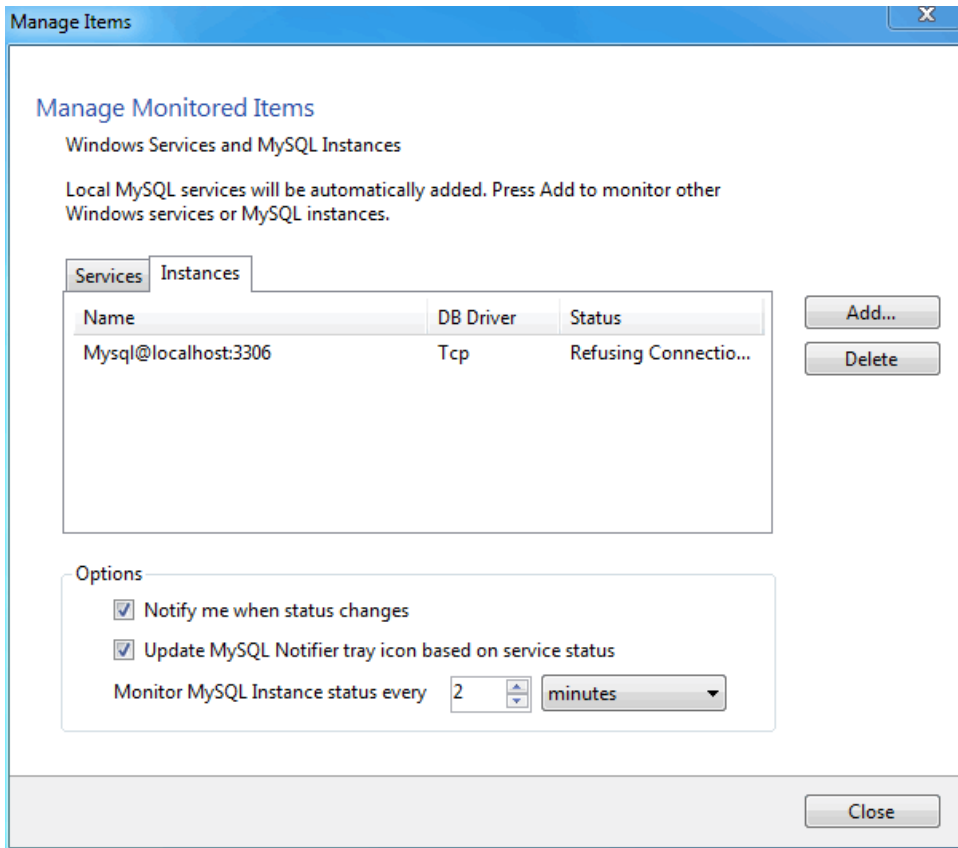 Manage Items
Manage Monitored Items
Windows Services and MySQL Instances
Local MySQL services will be automatically added. Press Add to monitor other
Windows services or MySQL instances.
Services Instances
Name DB Driver Status
Mysql@localhost:3306 Tcp Refusing Connectio...
Add...
Delete
Options
Notify me when status changes
Update MySQL Notifier tray icon based on service status
Monitor MySQL Instance status every 2 minutes
Close